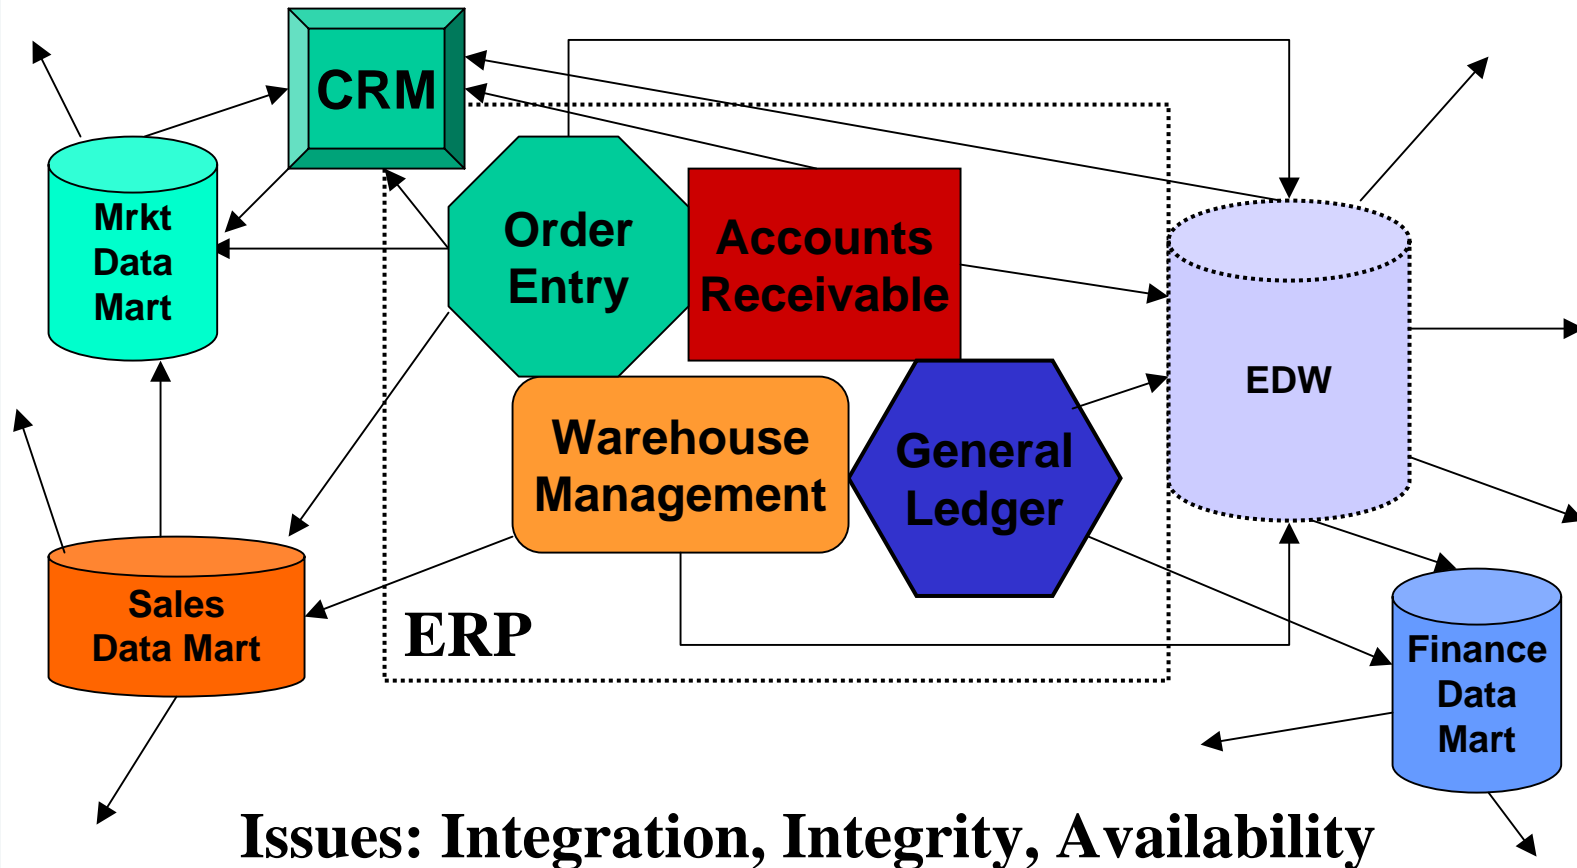 CRM
Mrkt
Data
Mart
Order
Entry
Accounts
Receivable
EDW
Warehouse
Management
General
Ledger
Sales
Data Mart
ERP
Finance
Data
Mart
Issues: Integration, Integrity, Availability